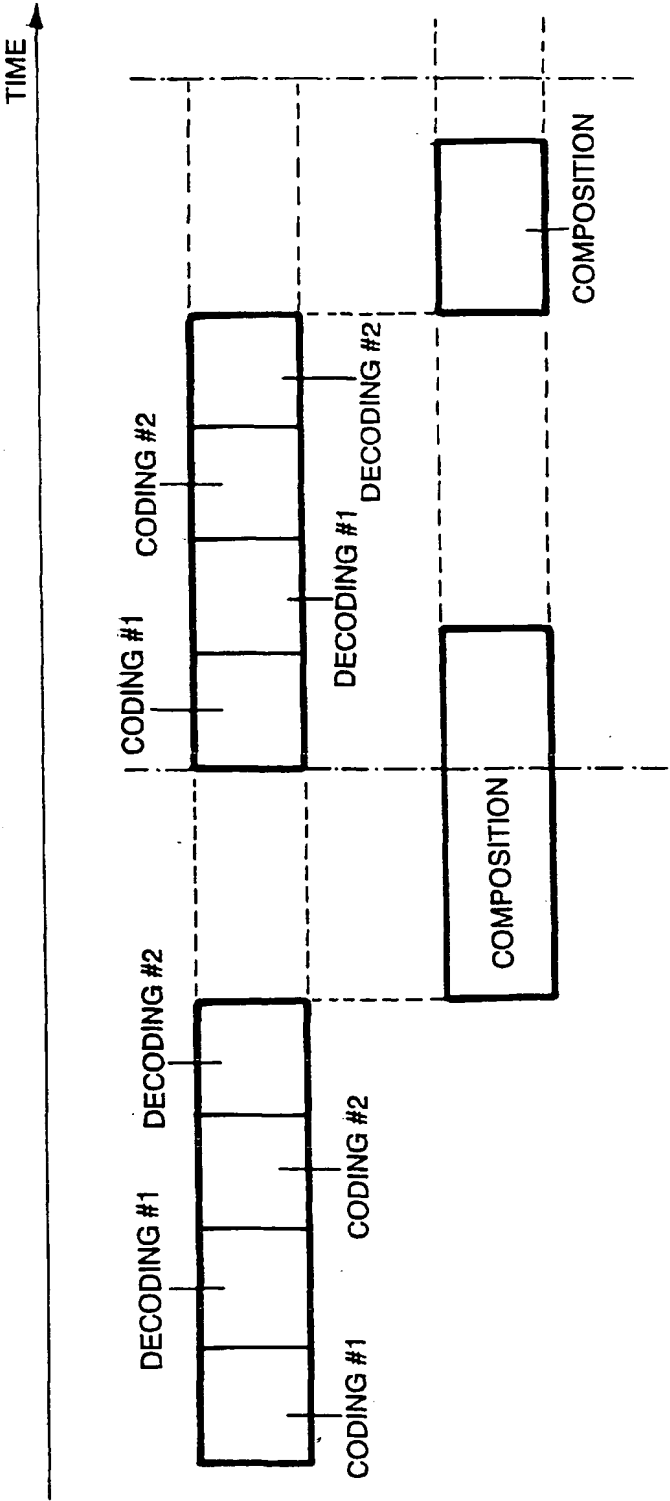 TIME
DECODING #1
DECODING #2
CODING #1
CODING #2
CODING #1
CODING #2
DECODING #1
DECODING #2
COMPOSITION
COMPOSITION